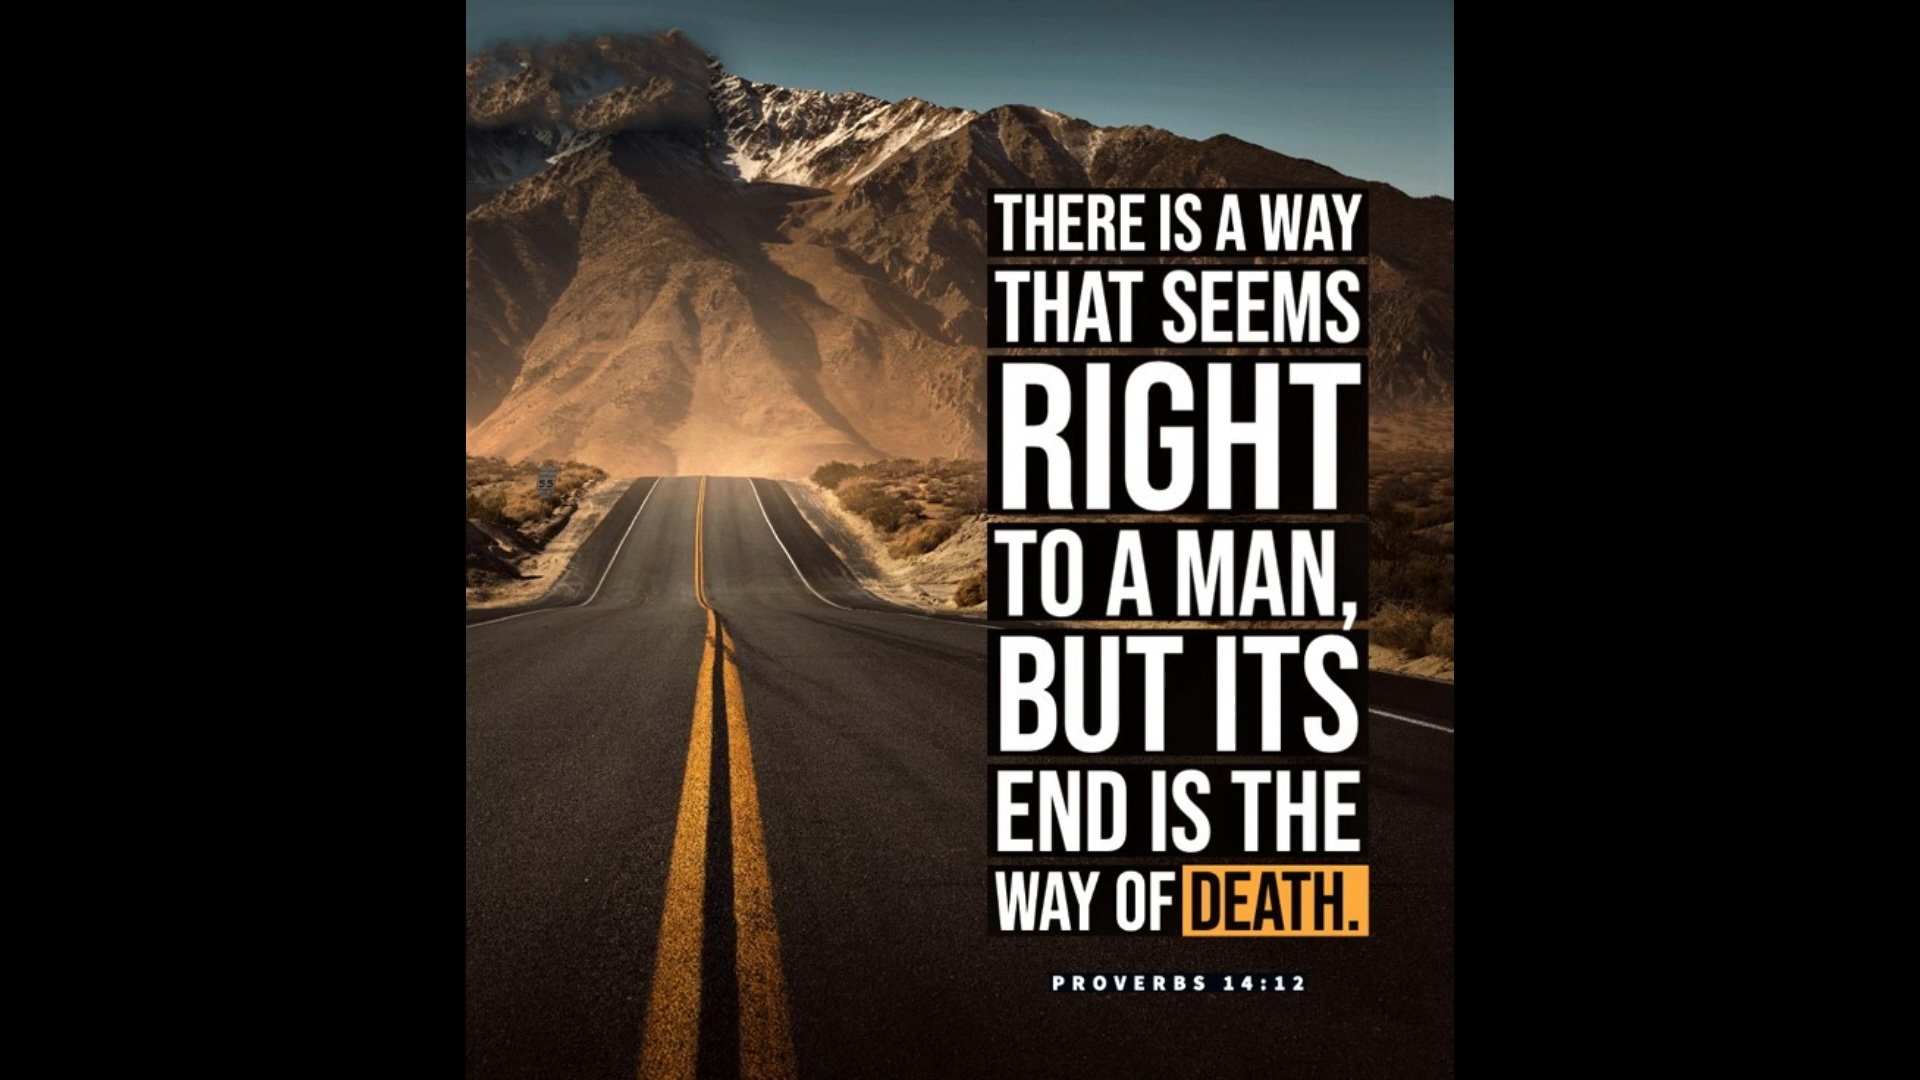 THERE IS A WAY
THAT SEEMS
RIGHT
TO A MAN,
BUT ITS
END IS THE
WAY OF DEATH.
PROVERBS 14:12
55